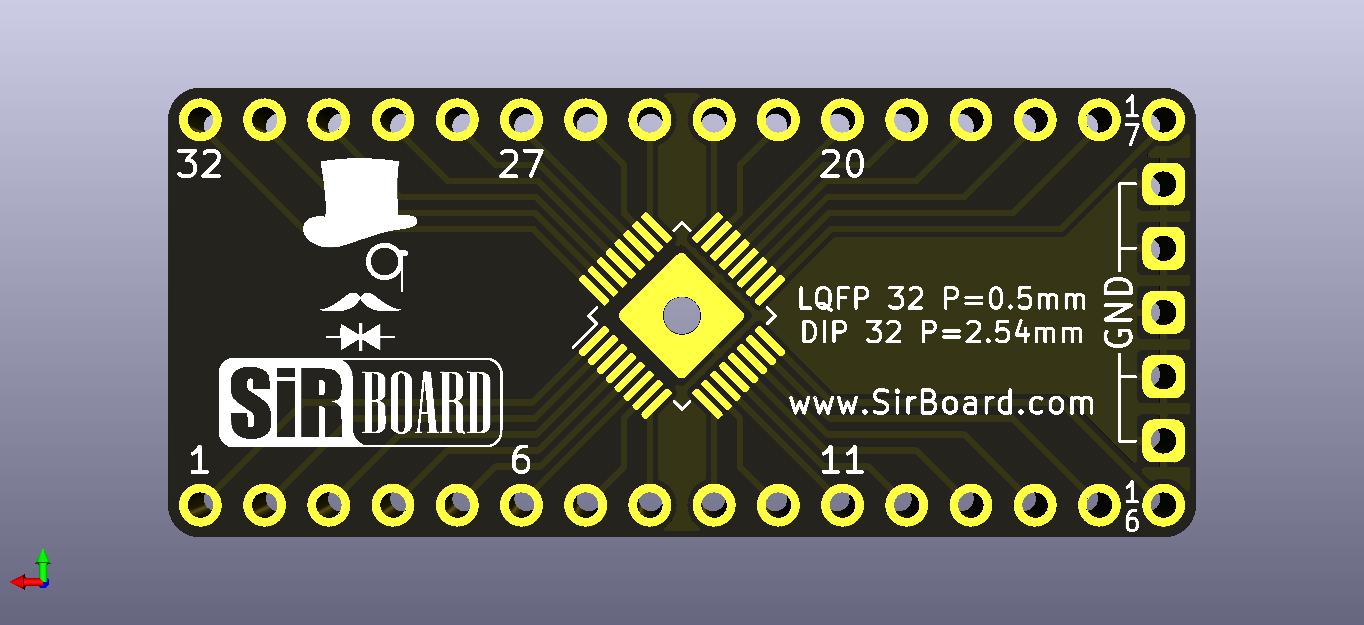 1
7
32
27
20
GND
LQFP 32 P=0.5mm
DIP 32 P=2.54mm
www.SirBoard.com
SiR BOARD
1
6
11
1
6